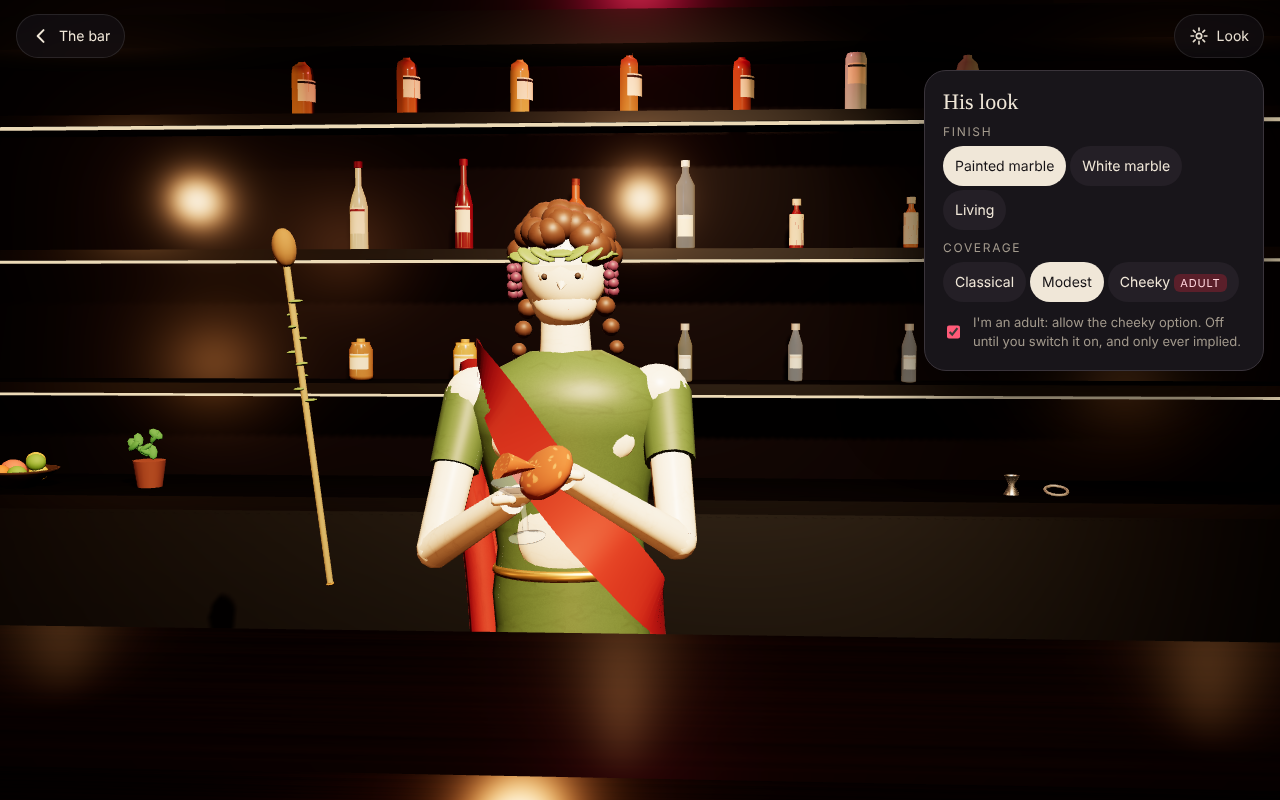 The bar
Look
His look
FINISH
Painted marble
White marble
Living
COVERAGE
Classical
Modest
Cheeky ADULT
I'm an adult: allow the cheeky option. Off
until you switch it on, and only ever implied.